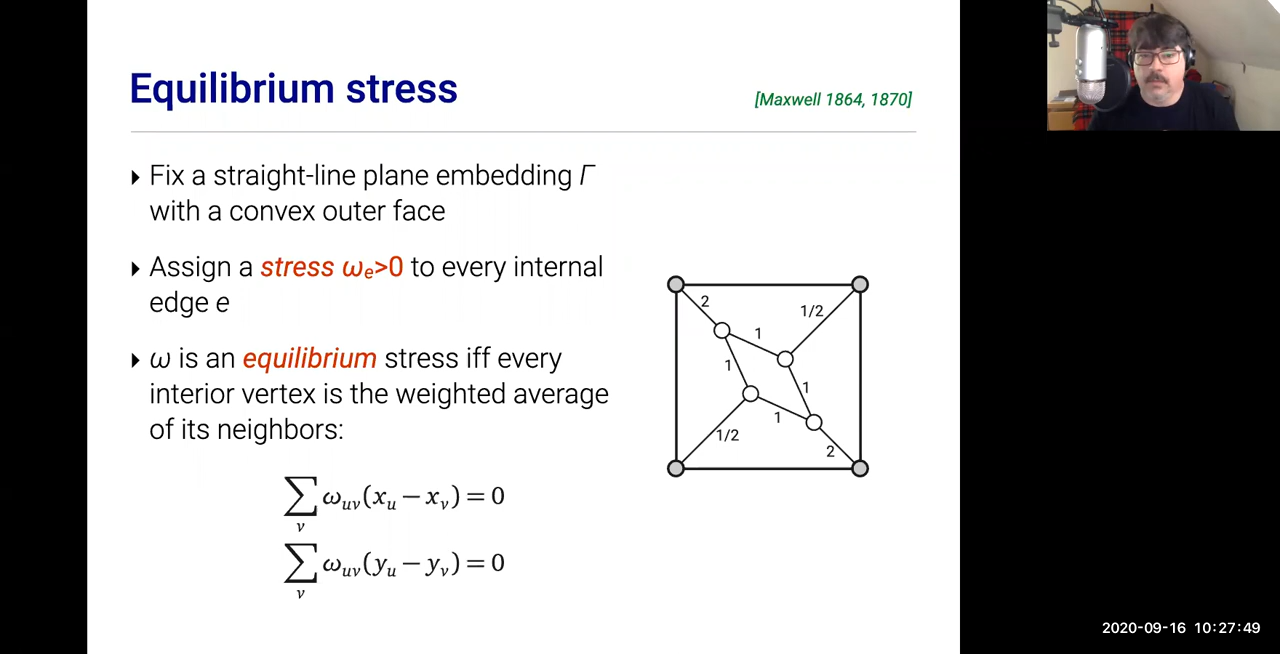 Equilibrium stress
[Maxwell 1864, 1870]
▸ Fix a straight-line plane embedding Γ
with a convex outer face
▸ Assign a stress ωₑ>0 to every internal
edge e
▸ ω is an equilibrium stress iff every
interior vertex is the weighted average
of its neighbors:
∑ᵥ ωᵤᵥ(xᵤ − xᵥ) = 0
∑ᵥ ωᵤᵥ(yᵤ − yᵥ) = 0
2
1/2
1
1
1
1
1/2
2
2020-09-16 10:27:49